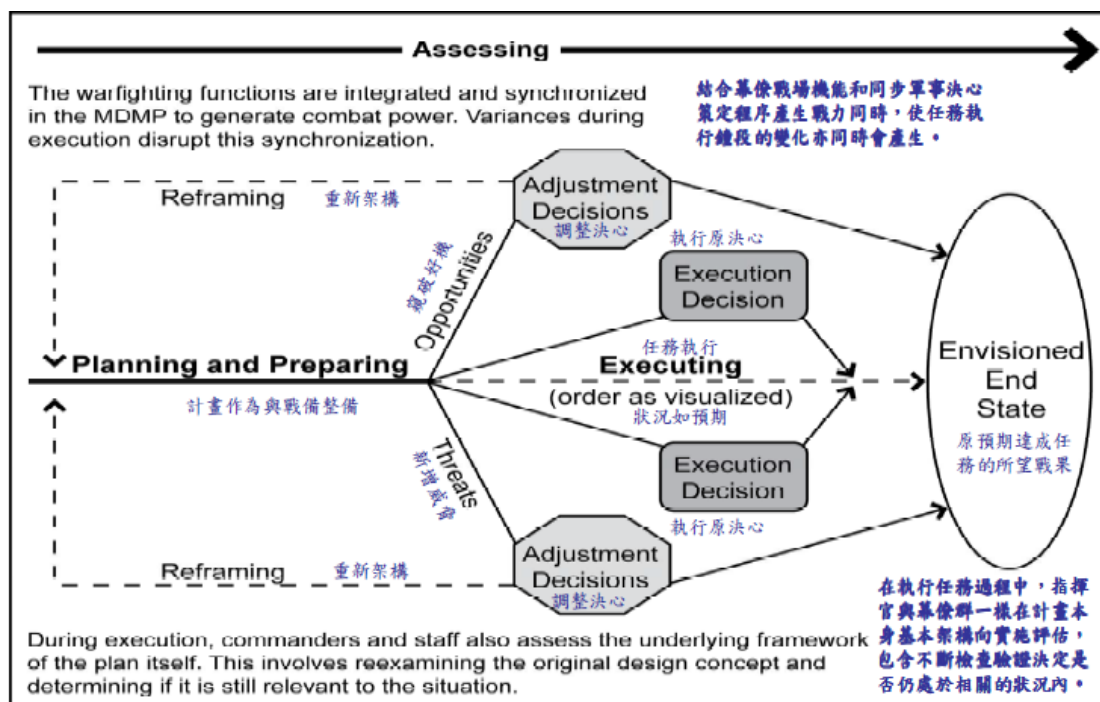 Assessing
The warfighting functions are integrated and synchronized
in the MDMP to generate combat power. Variances during
execution disrupt this synchronization.
結合幕僚戰場機能和同步軍事決心
策定程序產生戰力同時,使任務執
行鍾段的變化亦同時會產生。
Reframing
重新架構
Adjustment
Decisions
調整決心
窺破好機
Opportunities
執行原決心
Execution
Decision
Planning and Preparing
計畫作為與戰備整備
任務執行
Executing
(order as visualized)
狀況如預期
Envisioned
End
State
原預期達成任
務的所望戰果
Threats
新增威脅
Execution
Decision
執行原決心
Reframing
重新架構
Adjustment
Decisions
調整決心
During execution, commanders and staff also assess the underlying framework
of the plan itself. This involves reexamining the original design concept and
determining if it is still relevant to the situation.
在執行任務過程中,指揮
官與幕僚群一樣在計畫本
身基本架構向實施評估,
包含不斷檢查驗證決定是
否仍處於相關的狀況內。